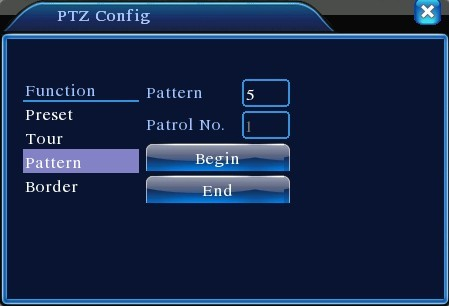 PTZ Config
Function
Preset
Tour
Pattern
Border
Pattern 5
Patrol No. 1
Begin
End